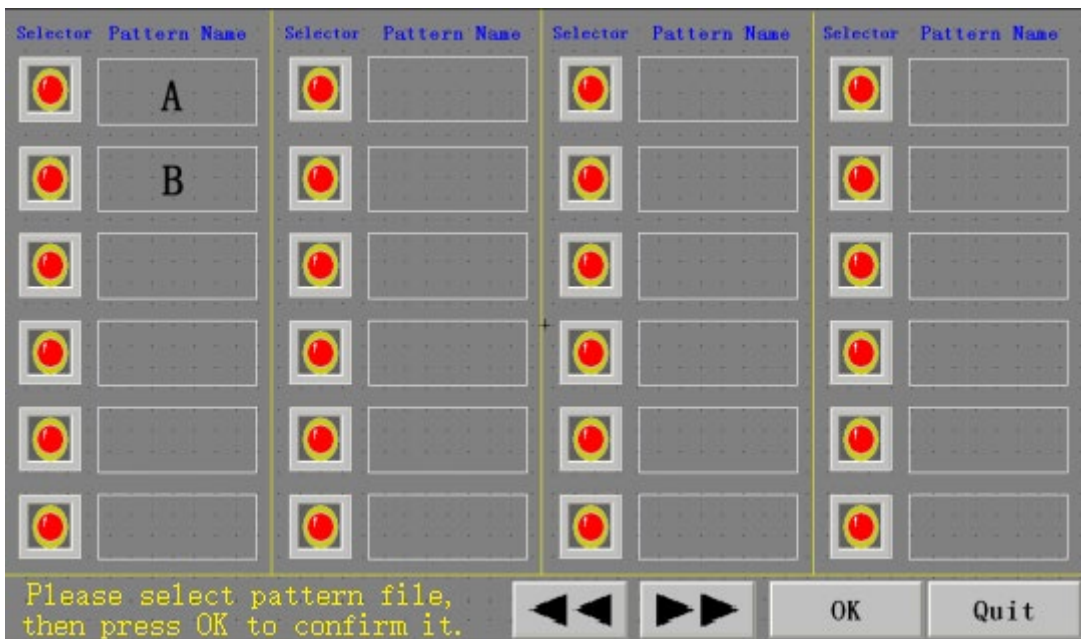 Selector Pattern Name Selector Pattern Name Selector Pattern Name Selector Pattern Name
A
B
Please select pattern file,
then press OK to confirm it.
OK
Quit